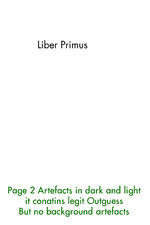 Liber Primus
Page 2 Artefacts in dark and light
it conatins legit Outguess
But no background artefacts